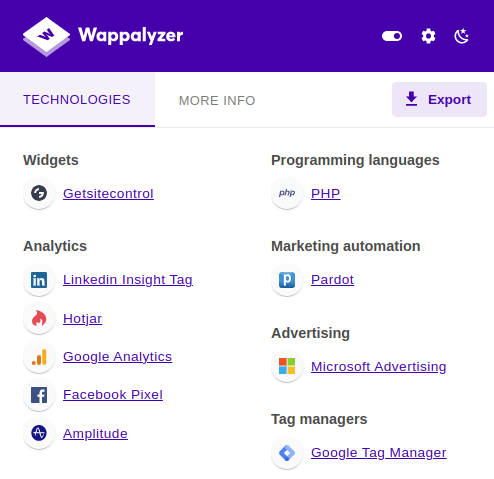 Wappalyzer
TECHNOLOGIES
MORE INFO
Export
Widgets
Getsitecontrol
Analytics
Linkedin Insight Tag
Hotjar
Google Analytics
Facebook Pixel
Amplitude
Programming languages
php PHP
Marketing automation
Pardot
Advertising
Microsoft Advertising
Tag managers
Google Tag Manager